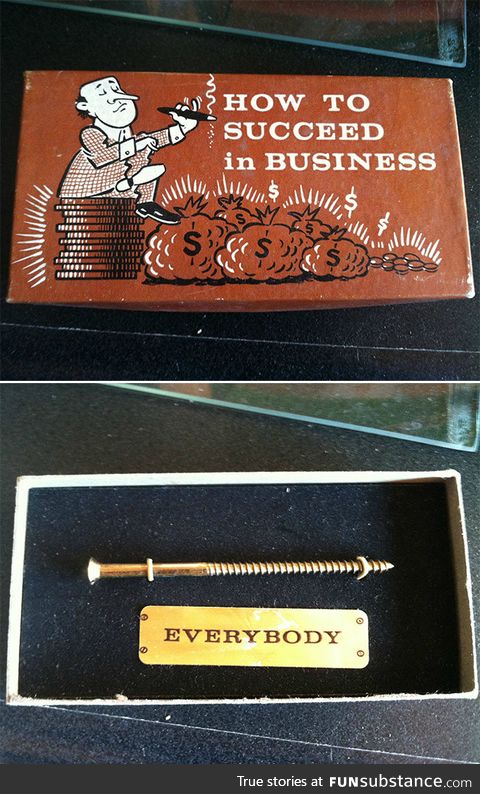 HOW TO
SUCCEED
in BUSINESS
$
$
$
$
$ $ $
$
EVERYBODY
True stories at FUNsubstance.com